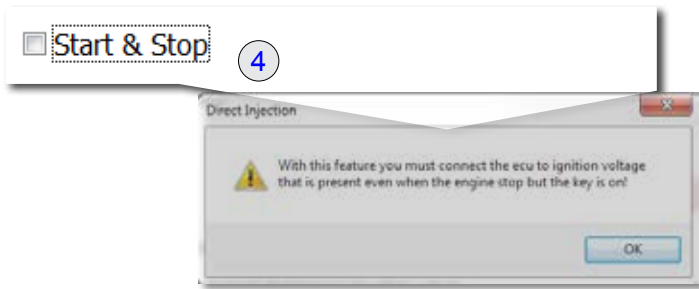 Start & Stop
4
Direct Injection
With this feature you must connect the ecu to ignition voltage
that is present even when the engine stop but the key is on!
OK